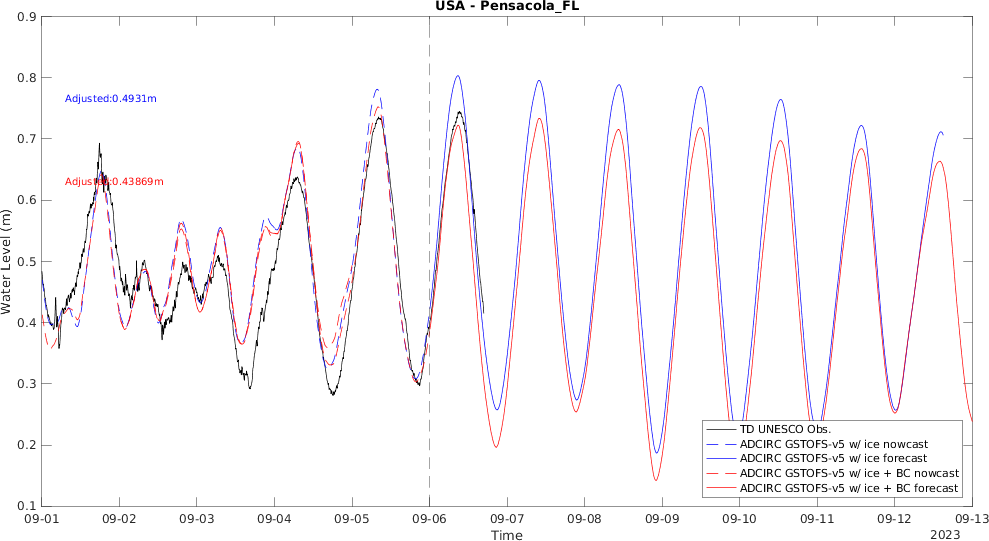 USA - Pensacola_FL
0.9
0.8
0.7
0.6
0.5
0.4
0.3
0.2
0.1
Water Level (m)
Adjusted:0.4931m
Adjusted:0.43869m
TD UNESCO Obs.
ADCIRC GSTOFS-v5 w/ ice nowcast
ADCIRC GSTOFS-v5 w/ ice forecast
ADCIRC GSTOFS-v5 w/ ice + BC nowcast
ADCIRC GSTOFS-v5 w/ ice + BC forecast
09-01 09-02 09-03 09-04 09-05 09-06 09-07 09-08 09-09 09-10 09-11 09-12 09-13
Time
2023